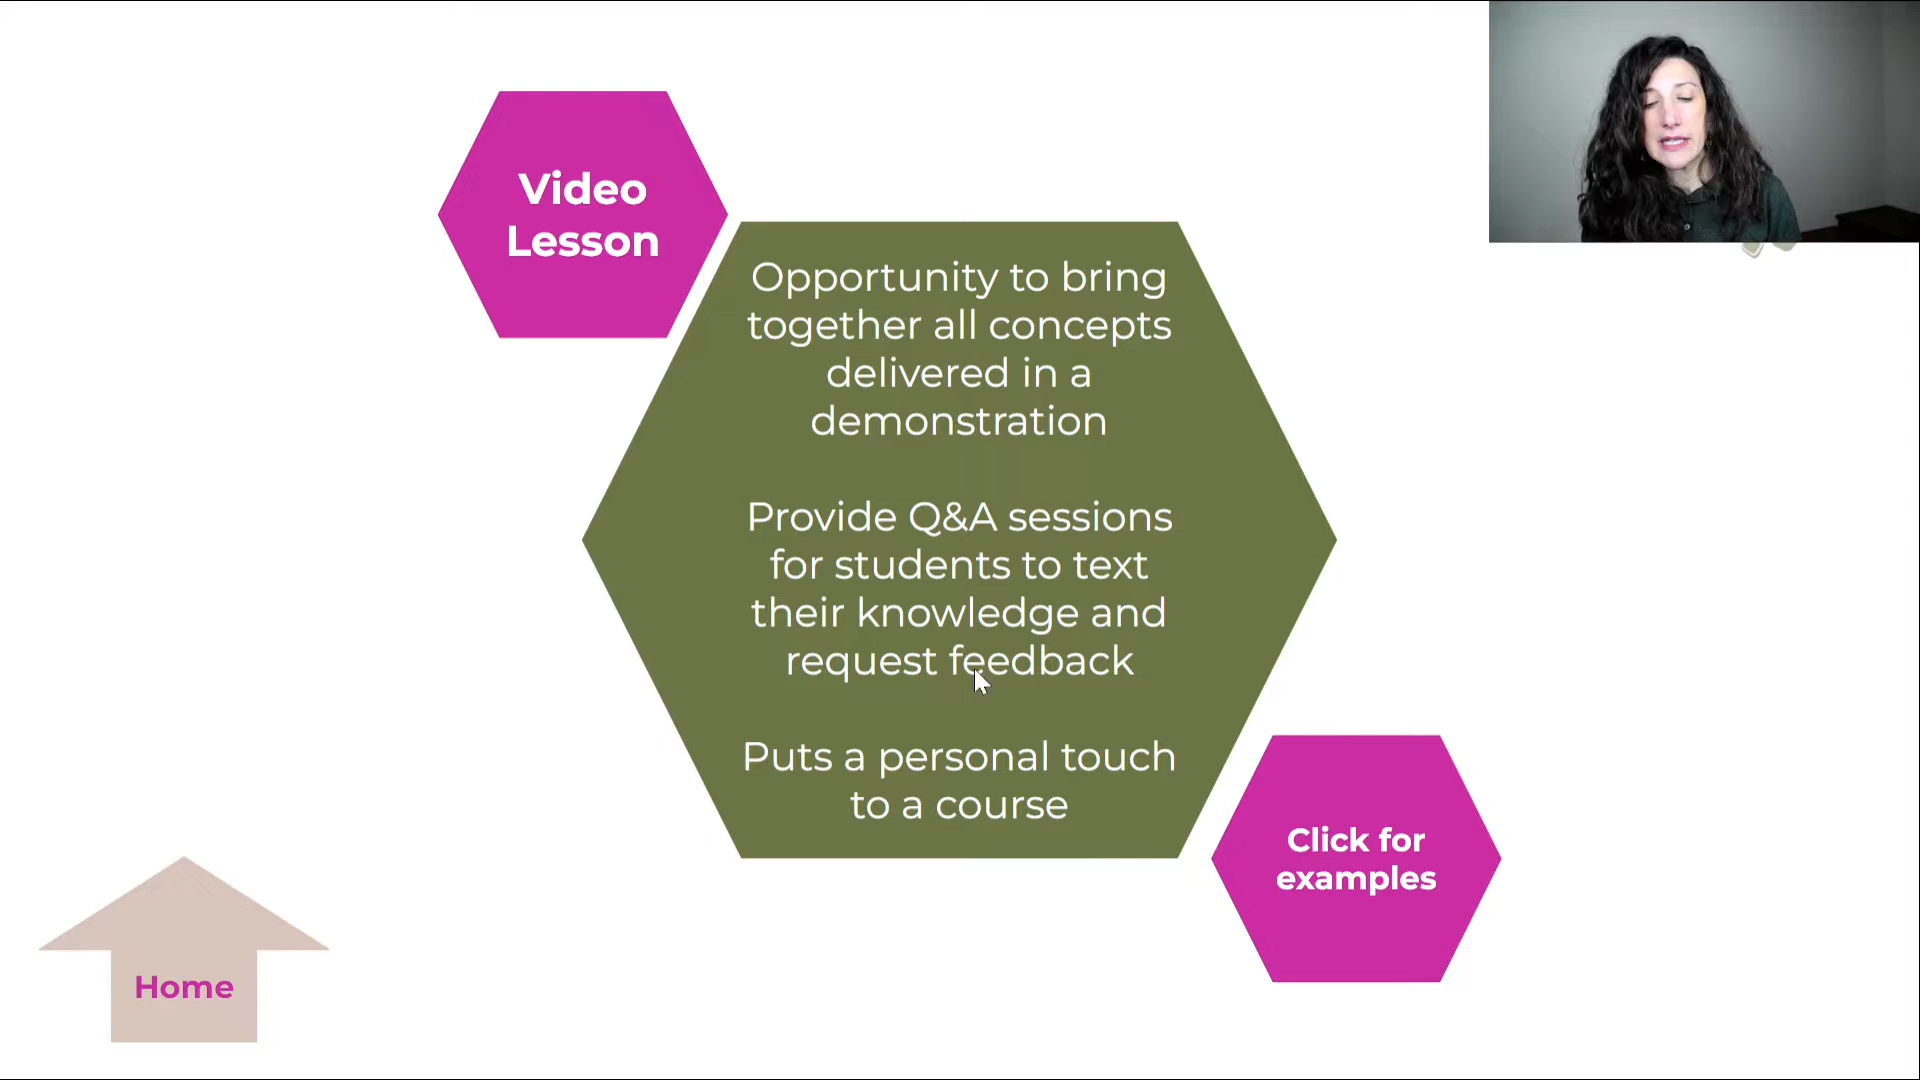 Video
Lesson
Opportunity to bring
together all concepts
delivered in a
demonstration
Provide Q&A sessions
for students to text
their knowledge and
request feedback
Puts a personal touch
to a course
Click for
examples
Home